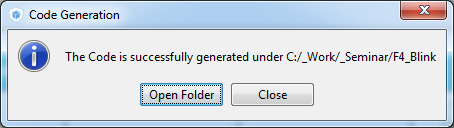 Code Generation
The Code is successfully generated under C:/_Work/_Seminar/F4_Blink
Open Folder
Close